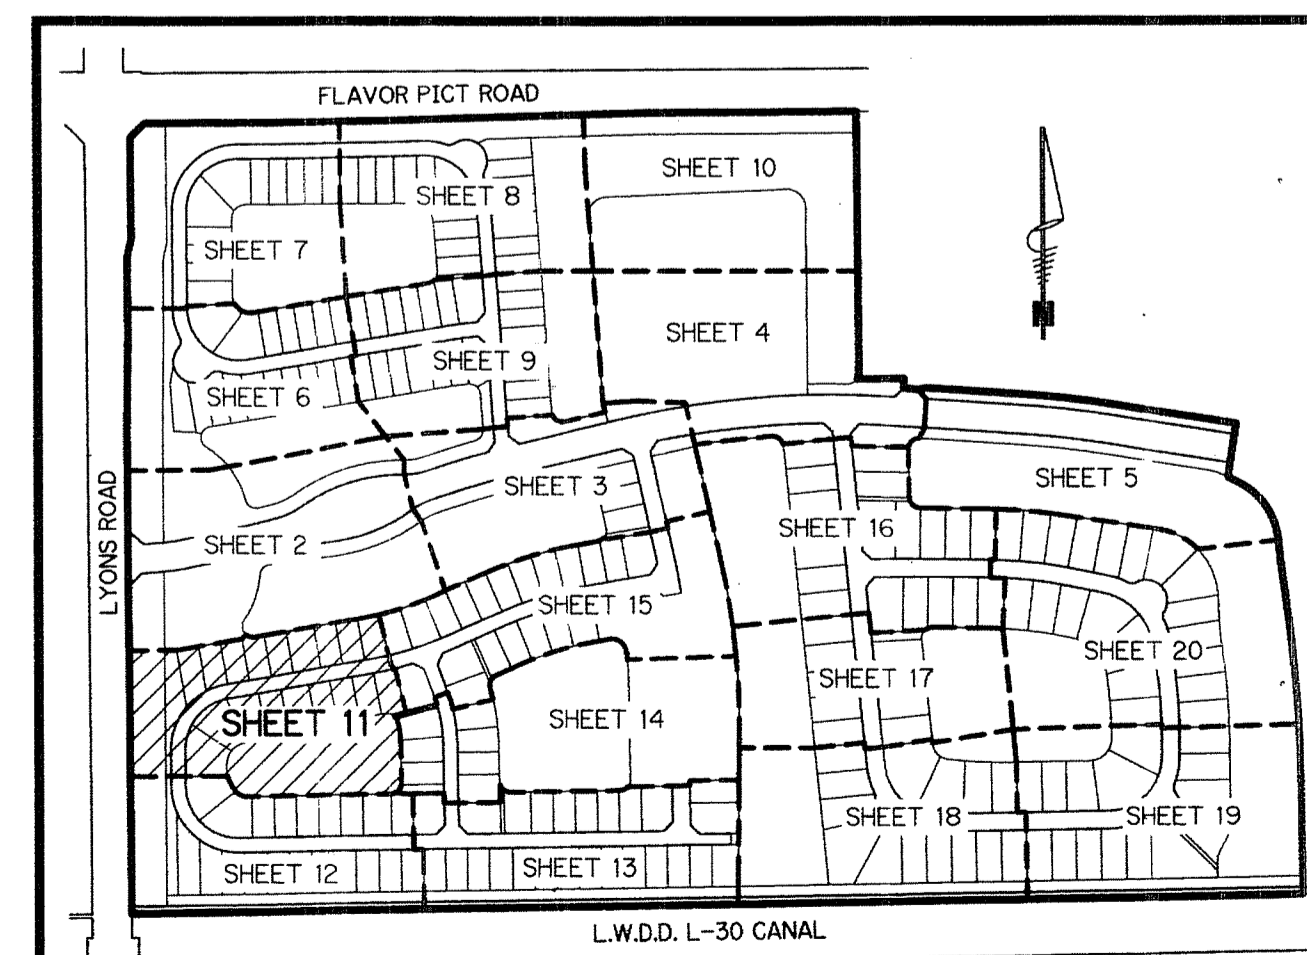 FLAVOR PICT ROAD
SHEET 10
SHEET 8
SHEET 7
SHEET 4
SHEET 9
SHEET 6
N
SHEET 5
SHEET 3
SHEET 16
SHEET 2
LYONS ROAD
SHEET 15
SHEET 20
SHEET 17
SHEET 11
SHEET 14
SHEET 18
SHEET 19
SHEET 12
SHEET 13
L.W.D.D. L-30 CANAL